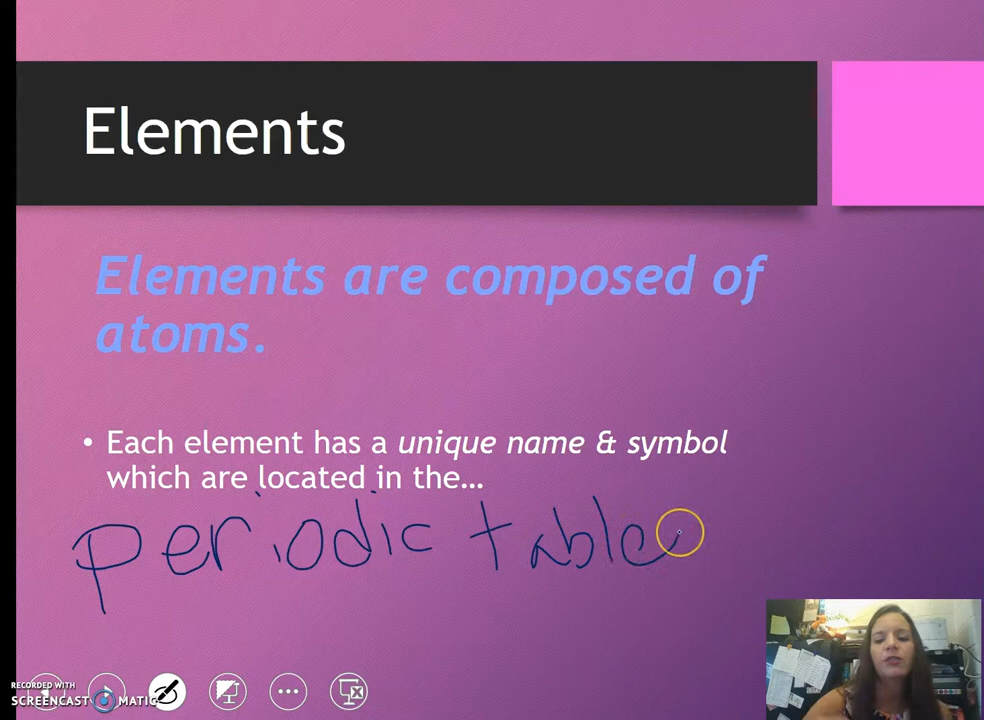 Elements
Elements are composed of
atoms.
• Each element has a unique name & symbol
which are located in the...
periodic table
RECORDED WITH
SCREENCAST MATIC